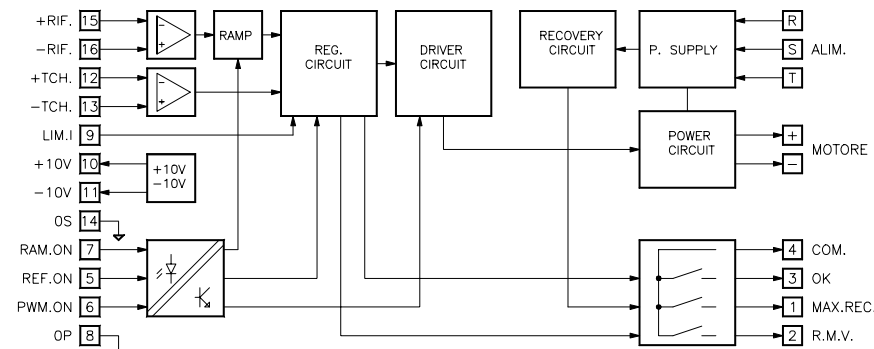 +RIF. 15
−RIF. 16
+TCH. 12
−TCH. 13
LIM.I 9
+10V 10
−10V 11
0S 14
RAM.ON 7
REF.ON 5
PWM.ON 6
0P 8
−
+
−
+
+10V
−10V
RAMP
REG.
CIRCUIT
DRIVER
CIRCUIT
RECOVERY
CIRCUIT
P. SUPPLY
POWER
CIRCUIT
R
S ALIM.
T
+
MOTORE
−
4 COM.
3 OK
1 MAX.REC.
2 R.M.V.